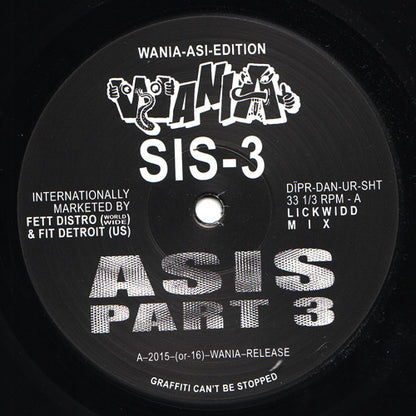 WANIA-ASI-EDITION
WANIA
SIS-3
INTERNATIONALLY
MARKETED BY
FETT DISTRO (WORLD WIDE)
& FIT DETROIT (US)
DÏPR-DAN-UR-SHT
33 1/3 RPM - A
LICKWIDD
MIX
ASIS
PART 3
A–2015–(or-16)–WANIA–RELEASE
GRAFFITI CAN'T BE STOPPED